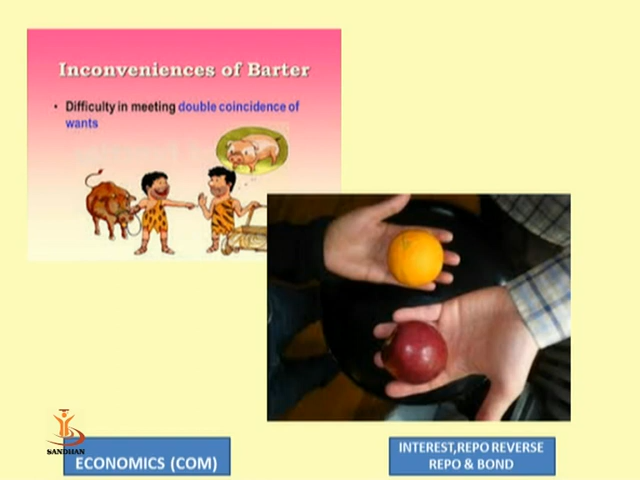 Inconveniences of Barter
• Difficulty in meeting double coincidence of
wants
SANDHAN
ECONOMICS (COM)
INTEREST,REPO REVERSE
REPO & BOND